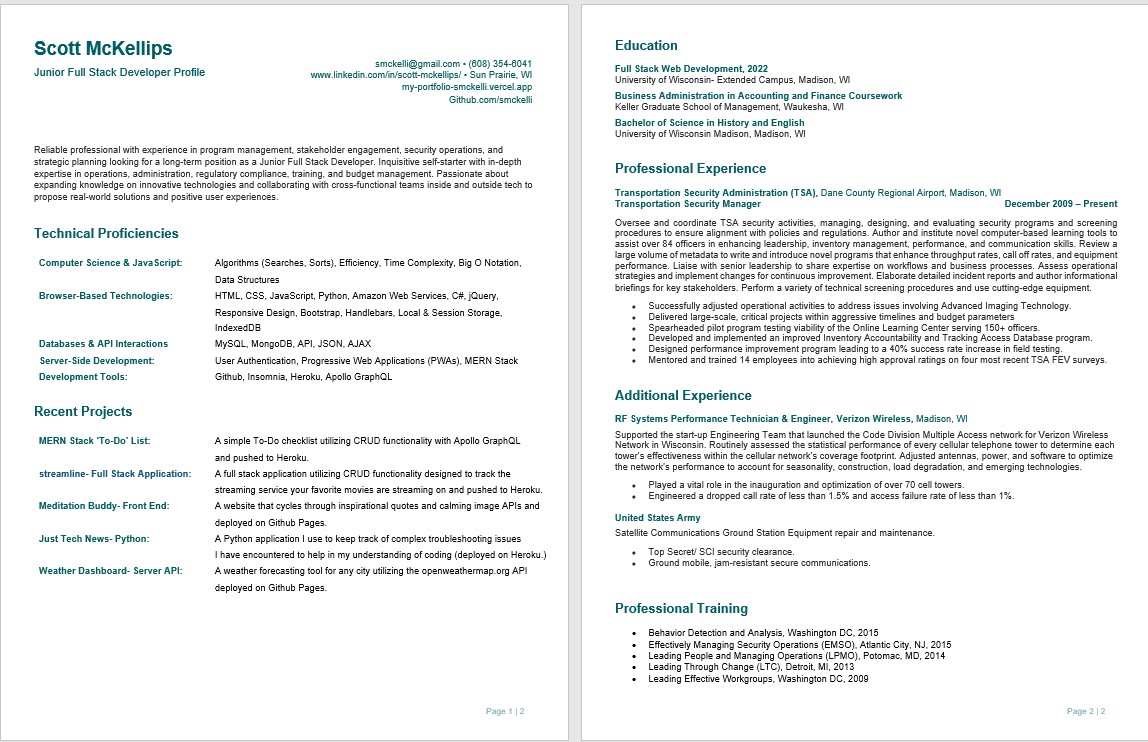 Scott McKellips
Junior Full Stack Developer Profile
smckelli@gmail.com • (608) 354-6041
www.linkedin.com/in/scott-mckellips/ • Sun Prairie, WI
my-portfolio-smckelli.vercel.app
Github.com/smckelli
Reliable professional with experience in program management, stakeholder engagement, security operations, and
strategic planning looking for a long-term position as a Junior Full Stack Developer. Inquisitive self-starter with in-depth
expertise in operations, administration, regulatory compliance, training, and budget management. Passionate about
expanding knowledge on innovative technologies and collaborating with cross-functional teams inside and outside tech to
propose real-world solutions and positive user experiences.
Technical Proficiencies
Computer Science & JavaScript: Algorithms (Searches, Sorts), Efficiency, Time Complexity, Big O Notation,
Data Structures
Browser-Based Technologies: HTML, CSS, JavaScript, Python, Amazon Web Services, C#, jQuery,
Responsive Design, Bootstrap, Handlebars, Local & Session Storage,
IndexedDB
Databases & API Interactions MySQL, MongoDB, API, JSON, AJAX
Server-Side Development: User Authentication, Progressive Web Applications (PWAs), MERN Stack
Development Tools: Github, Insomnia, Heroku, Apollo GraphQL
Recent Projects
MERN Stack 'To-Do' List: A simple To-Do checklist utilizing CRUD functionality with Apollo GraphQL
and pushed to Heroku.
streamline- Full Stack Application: A full stack application utilizing CRUD functionality designed to track the
streaming service your favorite movies are streaming on and pushed to Heroku.
Meditation Buddy- Front End: A website that cycles through inspirational quotes and calming image APIs and
deployed on Github Pages.
Just Tech News- Python: A Python application I use to keep track of complex troubleshooting issues
I have encountered to help in my understanding of coding (deployed on Heroku.)
Weather Dashboard- Server API: A weather forecasting tool for any city utilizing the openweathermap.org API
deployed on Github Pages.
Page 1 | 2
Education
Full Stack Web Development, 2022
University of Wisconsin- Extended Campus, Madison, WI
Business Administration in Accounting and Finance Coursework
Keller Graduate School of Management, Waukesha, WI
Bachelor of Science in History and English
University of Wisconsin Madison, Madison, WI
Professional Experience
Transportation Security Administration (TSA), Dane County Regional Airport, Madison, WI
Transportation Security Manager December 2009 – Present
Oversee and coordinate TSA security activities, managing, designing, and evaluating security programs and screening
procedures to ensure alignment with policies and regulations. Author and institute novel computer-based learning tools to
assist over 84 officers in enhancing leadership, inventory management, performance, and communication skills. Review a
large volume of metadata to write and introduce novel programs that enhance throughput rates, call off rates, and equipment
performance. Liaise with senior leadership to share expertise on workflows and business processes. Assess operational
strategies and implement changes for continuous improvement. Elaborate detailed incident reports and author informational
briefings for key stakeholders. Perform a variety of technical screening procedures and use cutting-edge equipment.
• Successfully adjusted operational activities to address issues involving Advanced Imaging Technology.
• Delivered large-scale, critical projects within aggressive timelines and budget parameters
• Spearheaded pilot program testing viability of the Online Learning Center serving 150+ officers.
• Developed and implemented an improved Inventory Accountability and Tracking Access Database program.
• Designed performance improvement program leading to a 40% success rate increase in field testing.
• Mentored and trained 14 employees into achieving high approval ratings on four most recent TSA FEV surveys.
Additional Experience
RF Systems Performance Technician & Engineer, Verizon Wireless, Madison, WI
Supported the start-up Engineering Team that launched the Code Division Multiple Access network for Verizon Wireless
Network in Wisconsin. Routinely assessed the statistical performance of every cellular telephone tower to determine each
tower's effectiveness within the cellular network's coverage footprint. Adjusted antennas, power, and software to optimize
the network's performance to account for seasonality, construction, load degradation, and emerging technologies.
• Played a vital role in the inauguration and optimization of over 70 cell towers.
• Engineered a dropped call rate of less than 1.5% and access failure rate of less than 1%.
United States Army
Satellite Communications Ground Station Equipment repair and maintenance.
• Top Secret/ SCI security clearance.
• Ground mobile, jam-resistant secure communications.
Professional Training
• Behavior Detection and Analysis, Washington DC, 2015
• Effectively Managing Security Operations (EMSO), Atlantic City, NJ, 2015
• Leading People and Managing Operations (LPMO), Potomac, MD, 2014
• Leading Through Change (LTC), Detroit, MI, 2013
• Leading Effective Workgroups, Washington DC, 2009
Page 2 | 2